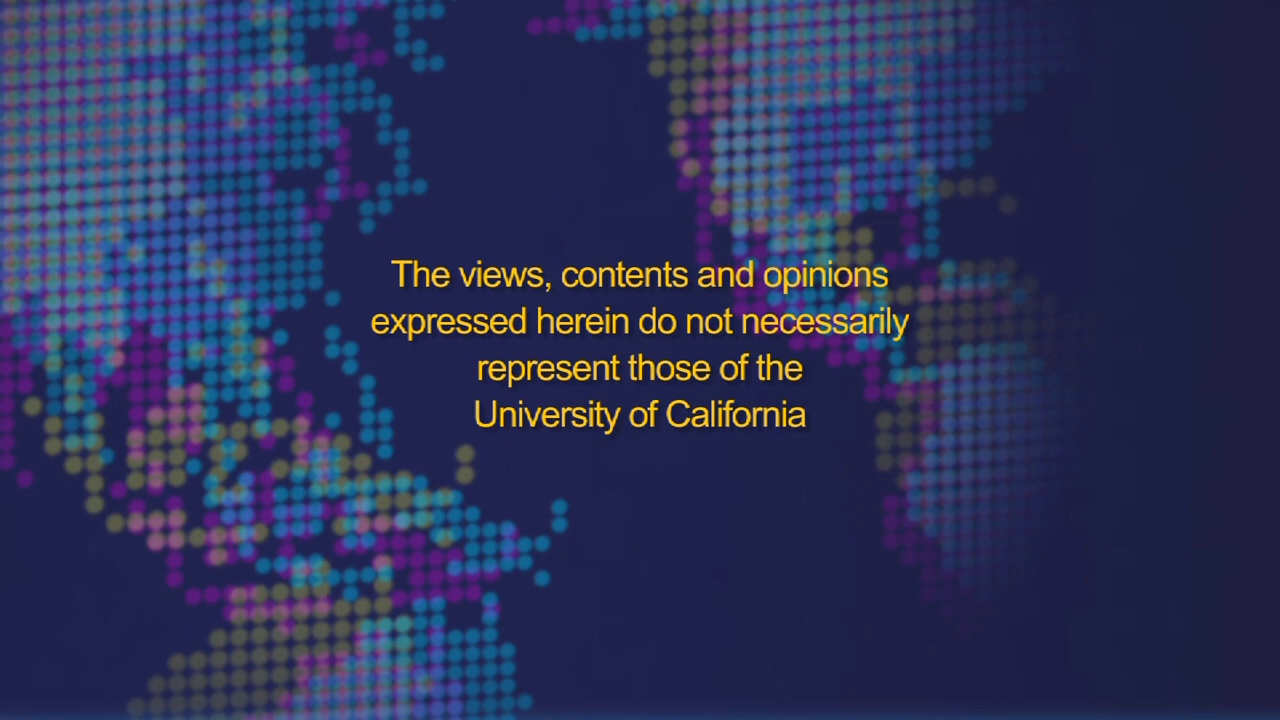 The views, contents and opinions
expressed herein do not necessarily
represent those of the
University of California